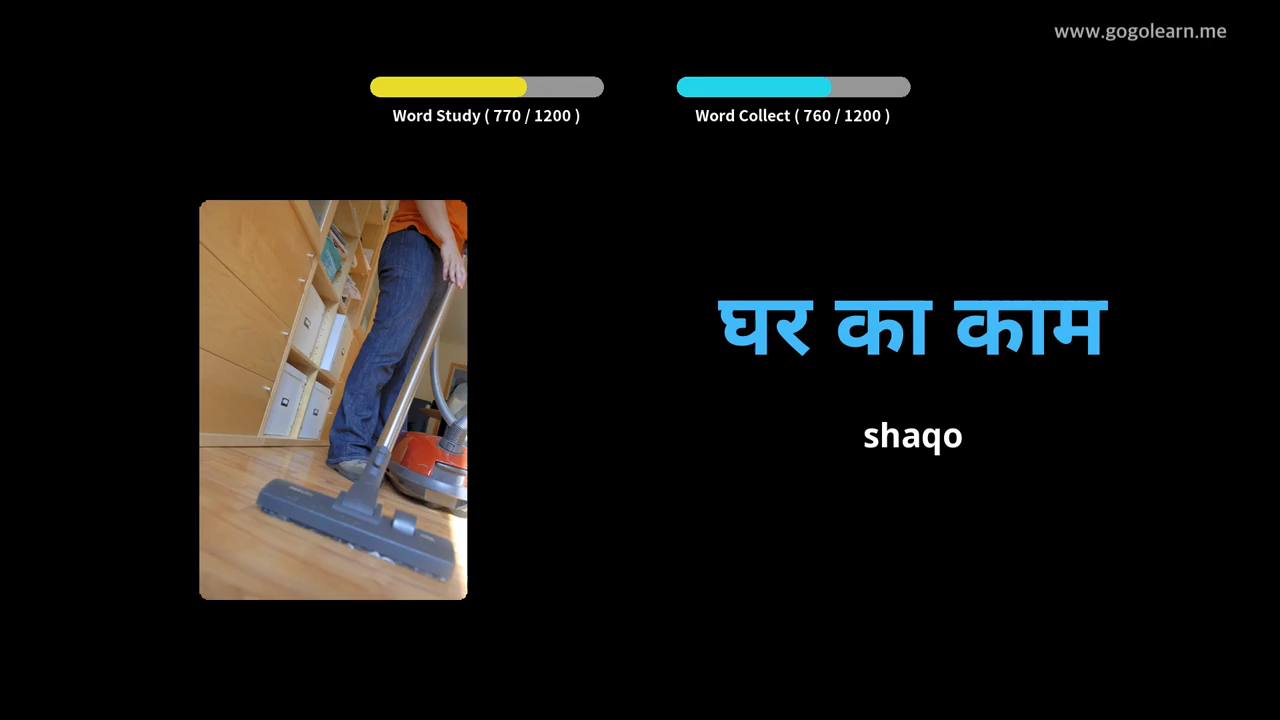 www.gogolearn.me
Word Study ( 770 / 1200 )
Word Collect ( 760 / 1200 )
घर का काम
shaqo